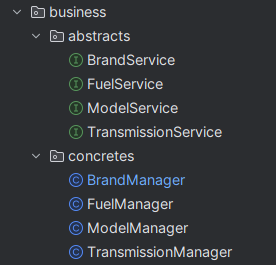 business
abstracts
BrandService
FuelService
ModelService
TransmissionService
concretes
BrandManager
FuelManager
ModelManager
TransmissionManager